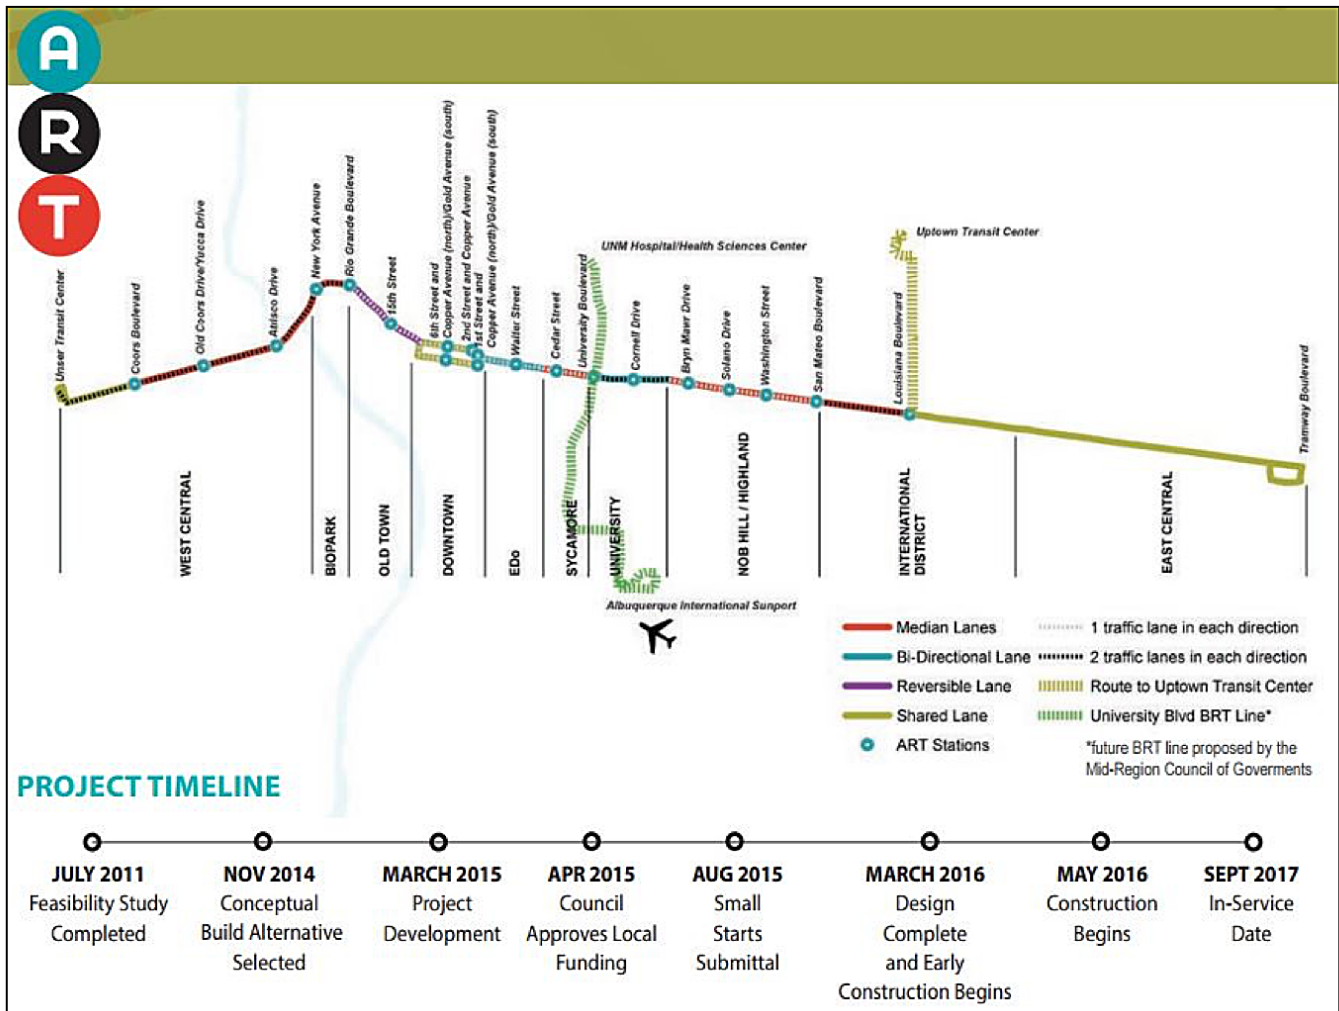 A
R
T
Unser Transit Center
Coors Boulevard
Old Coors Drive/Yucca Drive
Atrisco Drive
New York Avenue
Rio Grande Boulevard
15th Street
6th Street and
Copper Avenue (north)/Gold Avenue (south)
2nd Street and Copper Avenue
1st Street and
Copper Avenue (north)/Gold Avenue (south)
Walter Street
Cedar Street
University Boulevard
UNM Hospital/Health Sciences Center
Cornell Drive
Bryn Mawr Drive
Solano Drive
Washington Street
San Mateo Boulevard
Louisiana Boulevard
Uptown Transit Center
Tramway Boulevard
WEST CENTRAL
BIOPARK
OLD TOWN
DOWNTOWN
EDo
SYCAMORE
UNIVERSITY
NOB HILL / HIGHLAND
INTERNATIONAL
DISTRICT
EAST CENTRAL
Albuquerque International Sunport
Median Lanes
Bi-Directional Lane
Reversible Lane
Shared Lane
ART Stations
1 traffic lane in each direction
2 traffic lanes in each direction
Route to Uptown Transit Center
University Blvd BRT Line*
*future BRT line proposed by the
Mid-Region Council of Goverments
PROJECT TIMELINE
JULY 2011
Feasibility Study
Completed
NOV 2014
Conceptual
Build Alternative
Selected
MARCH 2015
Project
Development
APR 2015
Council
Approves Local
Funding
AUG 2015
Small
Starts
Submittal
MARCH 2016
Design
Complete
and Early
Construction Begins
MAY 2016
Construction
Begins
SEPT 2017
In-Service
Date